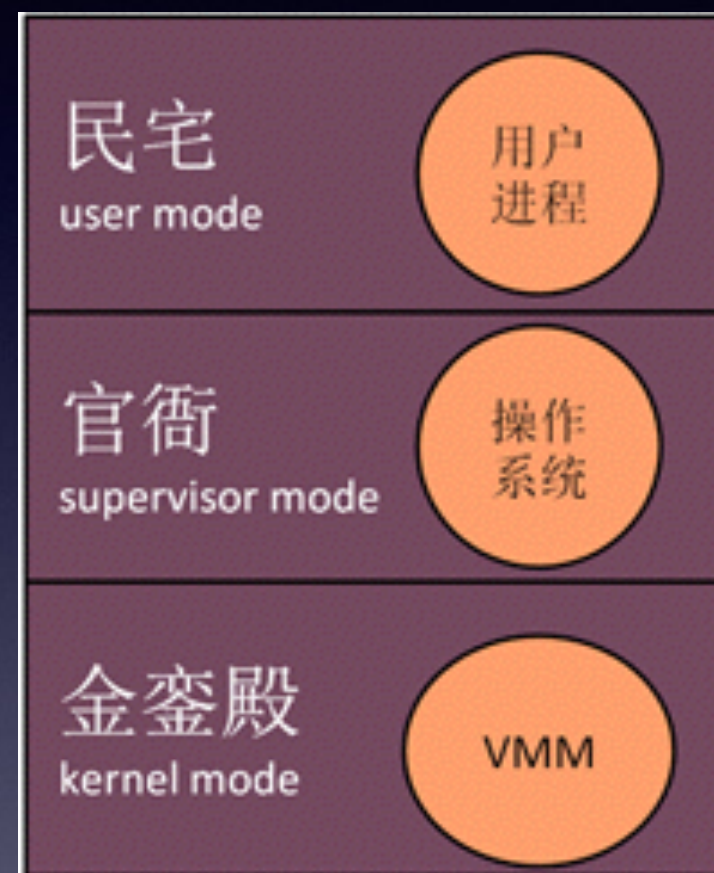 民宅
user mode
用户
进程
官衙
supervisor mode
操作
系统
金銮殿
kernel mode
VMM